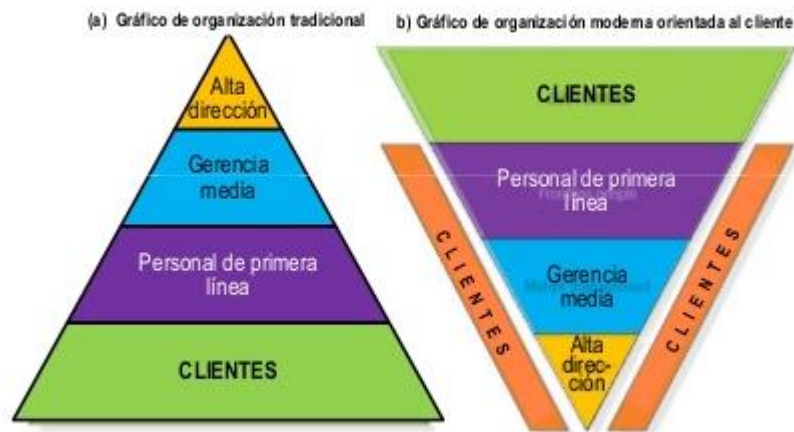 (a) Gráfico de organización tradicional
Alta
dirección
Gerencia
media
Personal de primera
línea
CLIENTES
b) Gráfico de organización moderna orientada al cliente
CLIENTES
Personal de primera
línea
Gerencia
media
Alta
direc-
ción
CLIENTES
CLIENTES